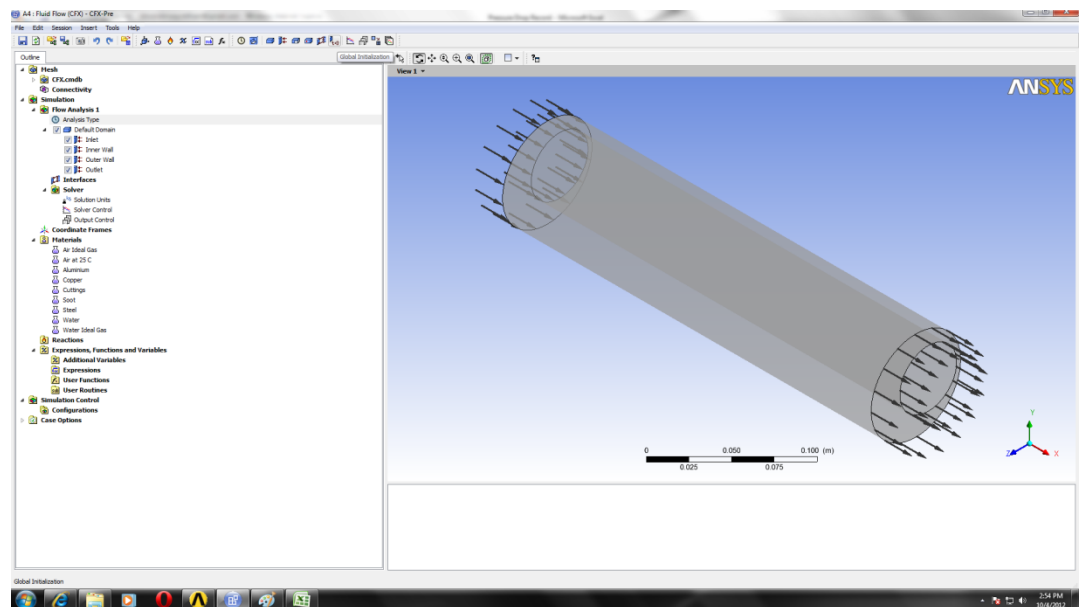 A4 : Fluid Flow (CFX) - CFX-Pre
File Edit Session Insert Tools Help
Outline
Global Initialization
View 1
Mesh
CFX.cmdb
Connectivity
Simulation
Flow Analysis 1
Analysis Type
Default Domain
Inlet
Inner Wall
Outer Wall
Outlet
Interfaces
Solver
Solution Units
Solver Control
Output Control
Coordinate Frames
Materials
Air Ideal Gas
Air at 25 C
Aluminium
Copper
Cuttings
Soot
Steel
Water
Water Ideal Gas
Reactions
Expressions, Functions and Variables
Additional Variables
Expressions
User Functions
User Routines
Simulation Control
Configurations
Case Options
ANSYS
0 0.050 0.100 (m)
0.025 0.075
Y
Z X
Global Initialization
2:54 PM
10/4/2012